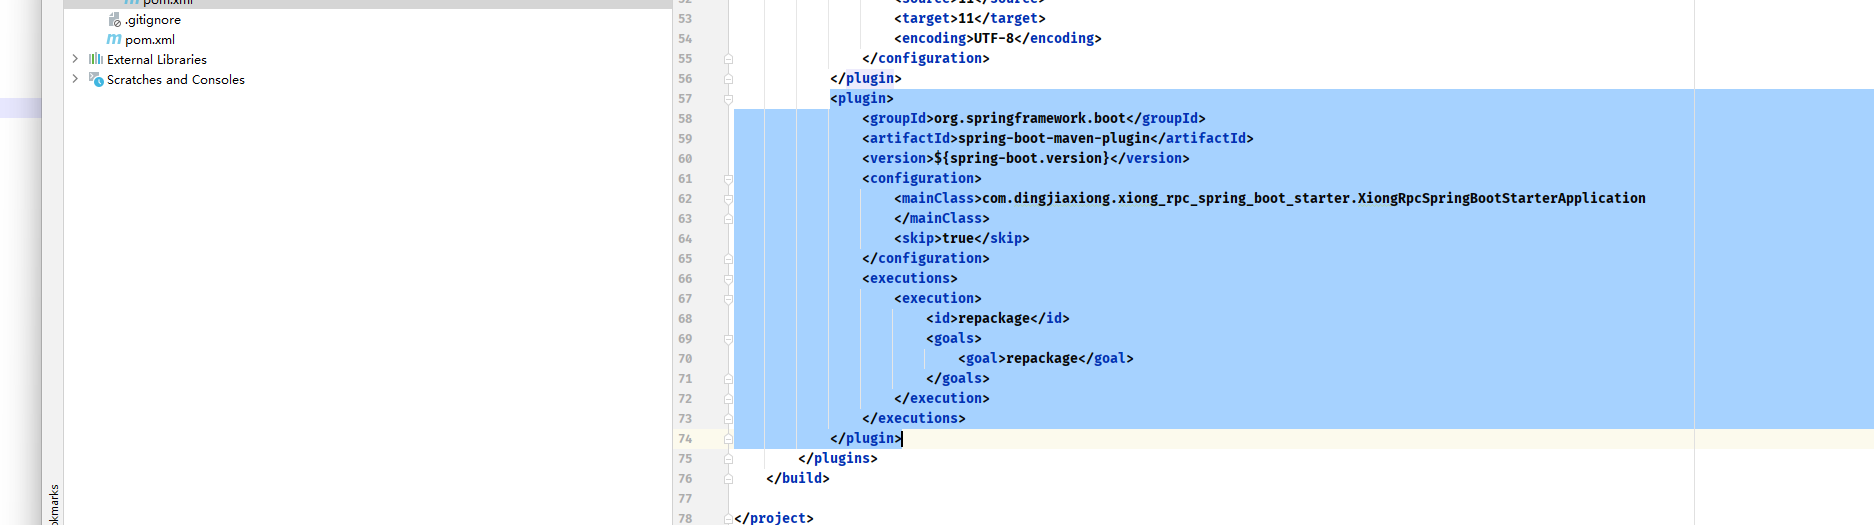 pom.xml
.gitignore
pom.xml
External Libraries
Scratches and Consoles
53 <target>11</target>
54 <encoding>UTF-8</encoding>
55 </configuration>
56 </plugin>
57 <plugin>
58 <groupId>org.springframework.boot</groupId>
59 <artifactId>spring-boot-maven-plugin</artifactId>
60 <version>${spring-boot.version}</version>
61 <configuration>
62 <mainClass>com.dingjiaxiong.xiong_rpc_spring_boot_starter.XiongRpcSpringBootStarterApplication
63 </mainClass>
64 <skip>true</skip>
65 </configuration>
66 <executions>
67 <execution>
68 <id>repackage</id>
69 <goals>
70 <goal>repackage</goal>
71 </goals>
72 </execution>
73 </executions>
74 </plugin>
75 </plugins>
76 </build>
77
78 </project>